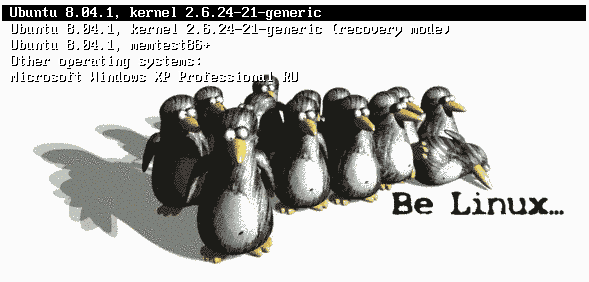 Ubuntu 8.04.1, kernel 2.6.24-21-generic
Ubuntu 8.04.1, kernel 2.6.24-21-generic (recovery mode)
Ubuntu 8.04.1, memtest86+
Other operating systems:
Microsoft Windows XP Professional RU
Be Linux...